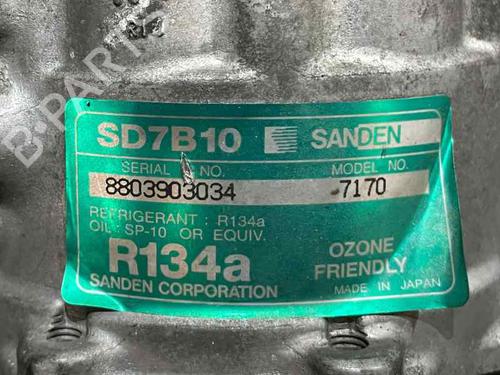 B-PARTS
SD7B10 SANDEN
SERIAL NO. MODEL NO.
8803903034 7170
REFRIGERANT : R134a
OIL: SP-10 OR EQUIV.
R134a
OZONE
FRIENDLY
SANDEN CORPORATION
MADE IN JAPAN